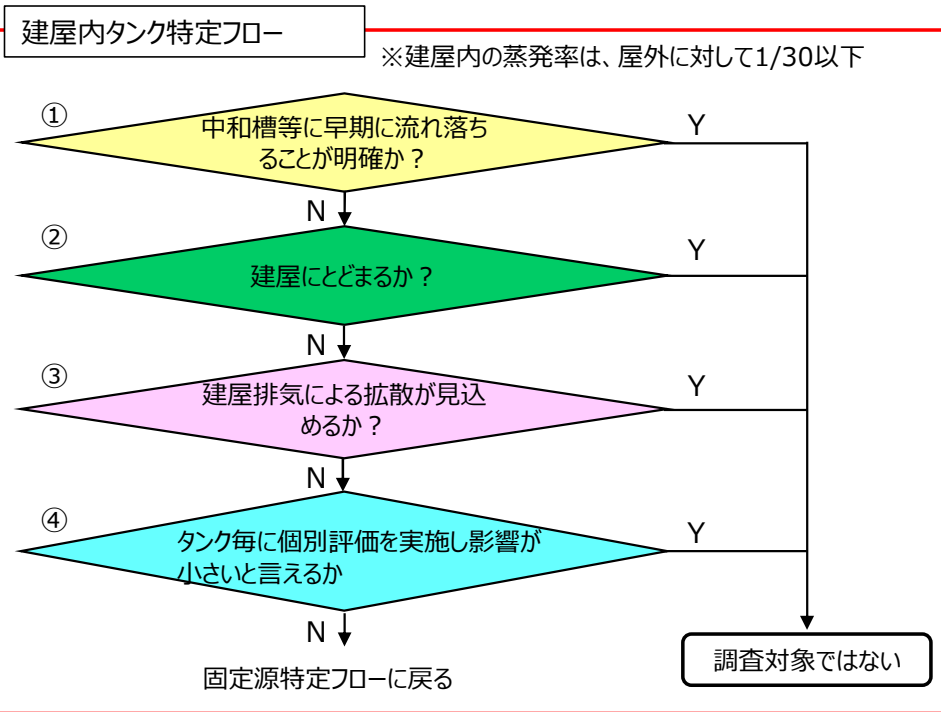 建屋内タンク特定フロー
※建屋内の蒸発率は、屋外に対して1/30以下
①
中和槽等に早期に流れ落ち
ることが明確か？
Y
N
②
建屋にとどまるか？
Y
N
③
建屋排気による拡散が見込
めるか？
Y
N
④
タンク毎に個別評価を実施し影響が
小さいと言えるか
Y
N
固定源特定フローに戻る
調査対象ではない